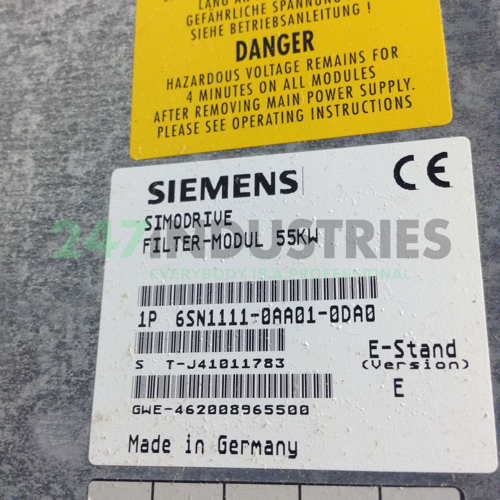 LANG AN
GEFÄHRLICHE SPANNUNG
SIEHE BETRIEBSANLEITUNG !
DANGER
HAZARDOUS VOLTAGE REMAINS FOR
4 MINUTES ON ALL MODULES
AFTER REMOVING MAIN POWER SUPPLY.
PLEASE SEE OPERATING INSTRUCTIONS
SIEMENS CE
SIMODRIVE
FILTER-MODUL 55KW
247 INDUSTRIES
EVERYBODY IS A PROFESSIONAL
1P 6SN1111-0AA01-0DA0
S T-J41011783
E-Stand
(Version)
E
GWE-462008965500
Made in Germany